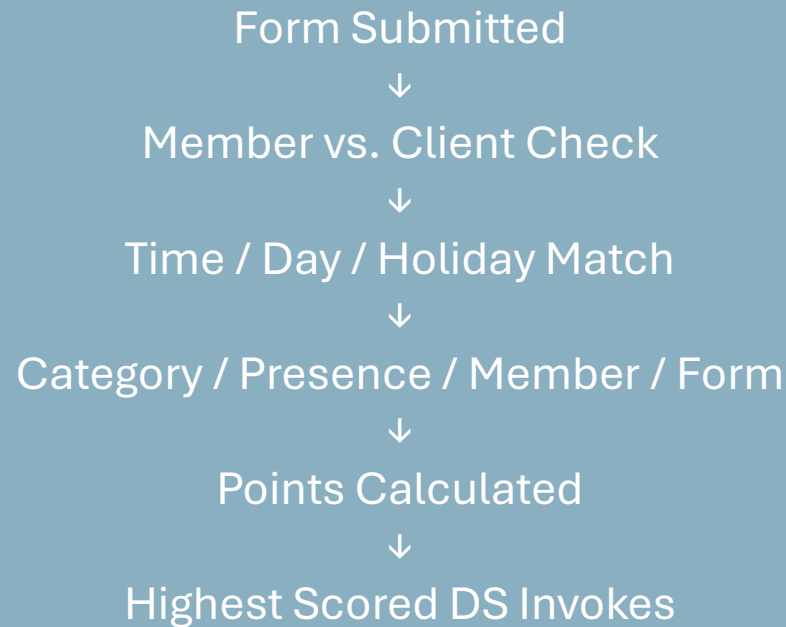 Form Submitted
↓
Member vs. Client Check
↓
Time / Day / Holiday Match
↓
Category / Presence / Member / Form
↓
Points Calculated
↓
Highest Scored DS Invokes